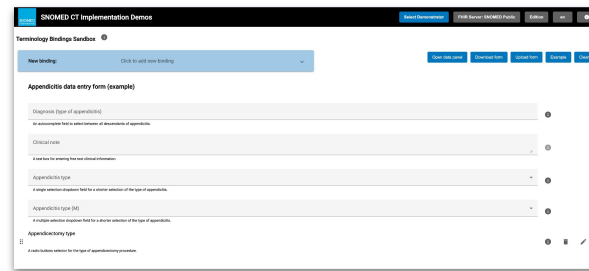 SNOMED
SNOMED CT Implementation Demos
Select Demonstrator
FHIR Server: SNOMED Public
Edition
en
Terminology Bindings Sandbox
New binding:
Click to add new binding
Open data panel
Download form
Upload form
Example
Clear
Appendicitis data entry form (example)
Diagnosis (type of appendicitis)
An autocomplete field to select between all descendants of appendicitis.
Clinical note
A text box for entering free text clinical information
Appendicitis type
A single selection dropdown field for a shorter selection of the type of appendicitis.
Appendicitis type (M)
A multiple selection dropdown field for a shorter selection of the type of appendicitis.
Appendicectomy type
A radio buttons selector for the type of appendicectomy procedure.